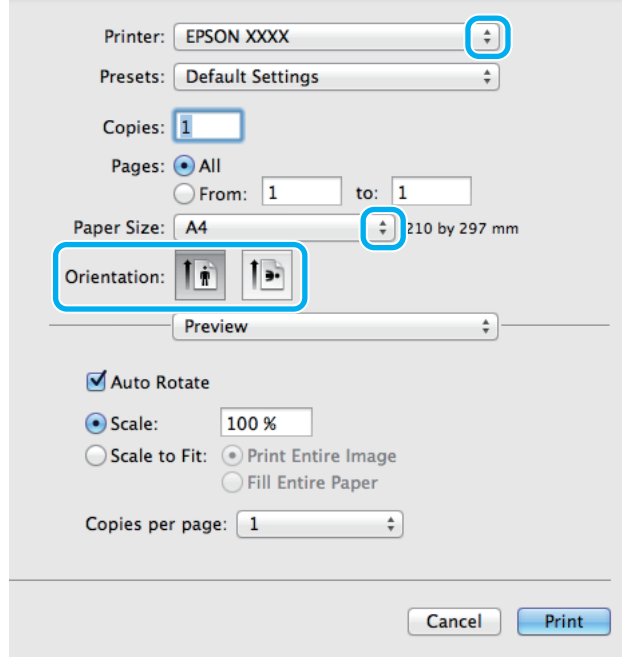 Printer: EPSON XXXX
Presets: Default Settings
Copies: 1
Pages: All
From: 1 to: 1
Paper Size: A4 210 by 297 mm
Orientation:
Preview
Auto Rotate
Scale: 100 %
Scale to Fit: Print Entire Image
Fill Entire Paper
Copies per page: 1
Cancel Print